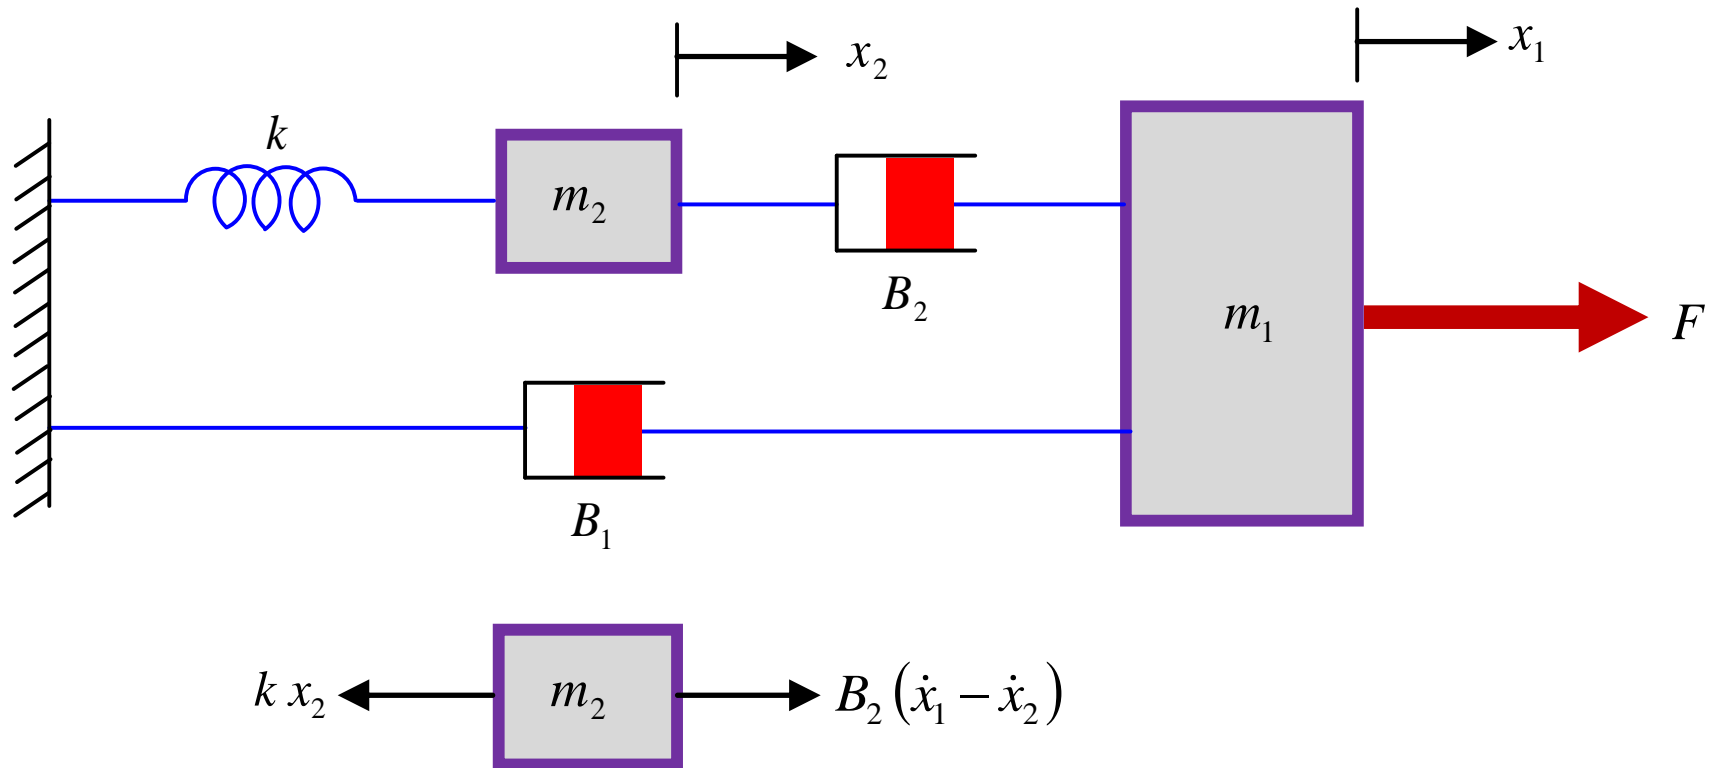 x₂
x₁
k
m₂
B₂
m₁
F
B₁
k x₂
m₂
B₂(ẋ₁ − ẋ₂)